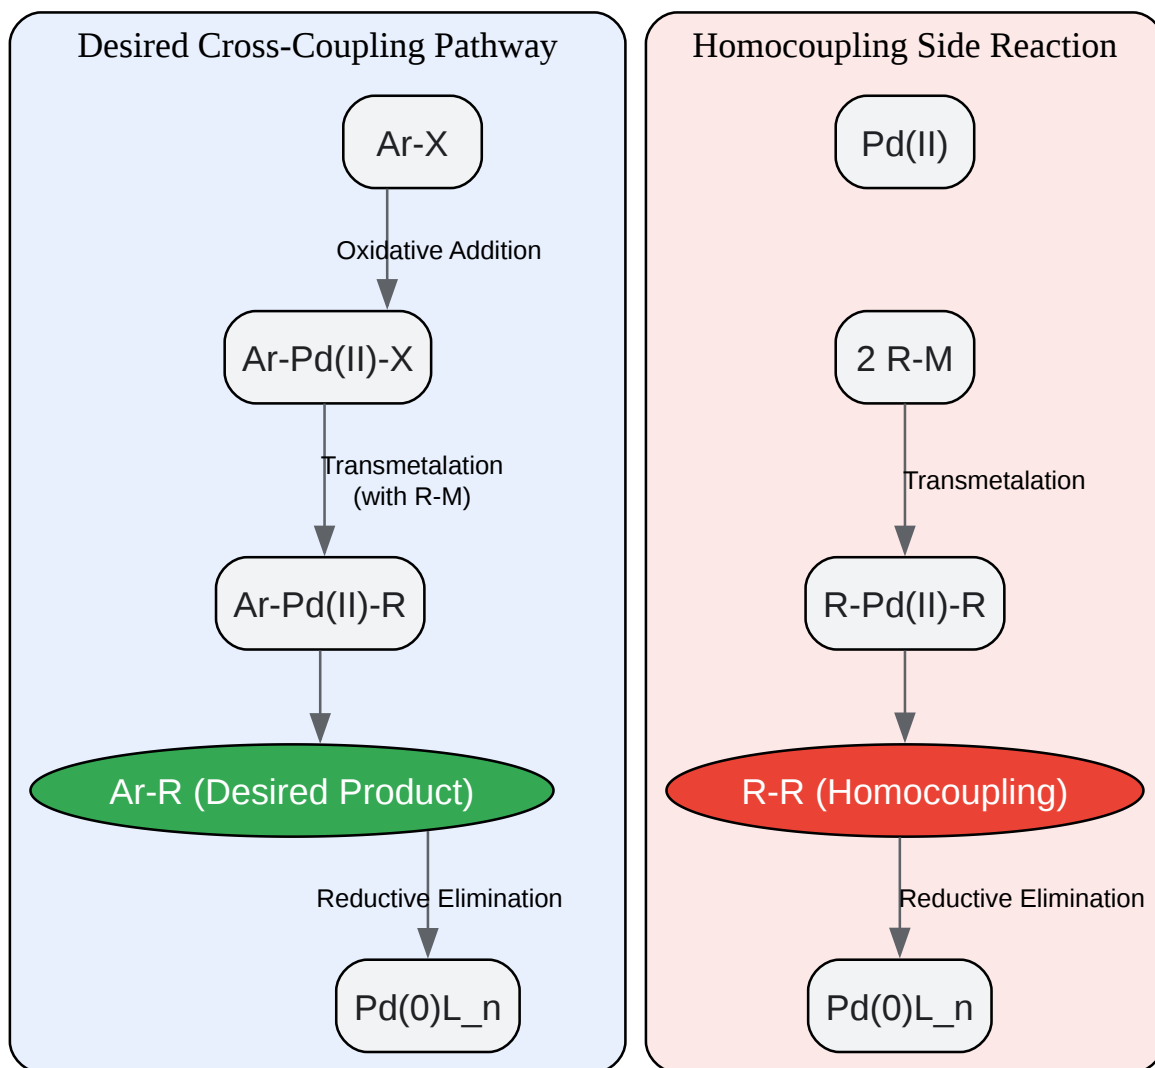 Desired Cross-Coupling Pathway
Ar-X
Oxidative Addition
Ar-Pd(II)-X
Transmetalation
(with R-M)
Ar-Pd(II)-R
Ar-R (Desired Product)
Reductive Elimination
Pd(0)L_n
Homocoupling Side Reaction
Pd(II)
2 R-M
Transmetalation
R-Pd(II)-R
R-R (Homocoupling)
Reductive Elimination
Pd(0)L_n